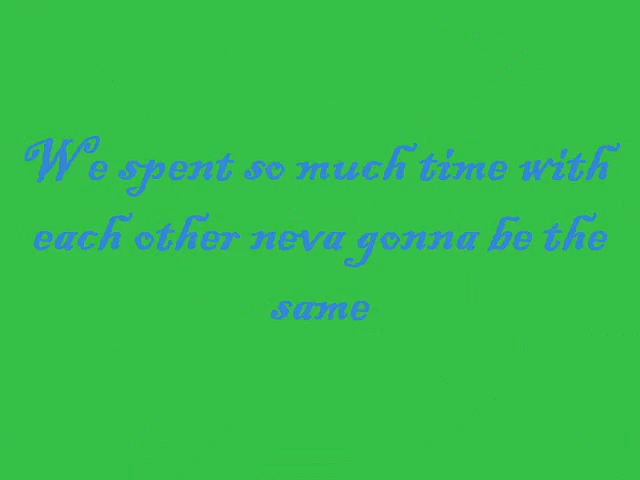 We spent so much time with
each other neva gonna be the
same